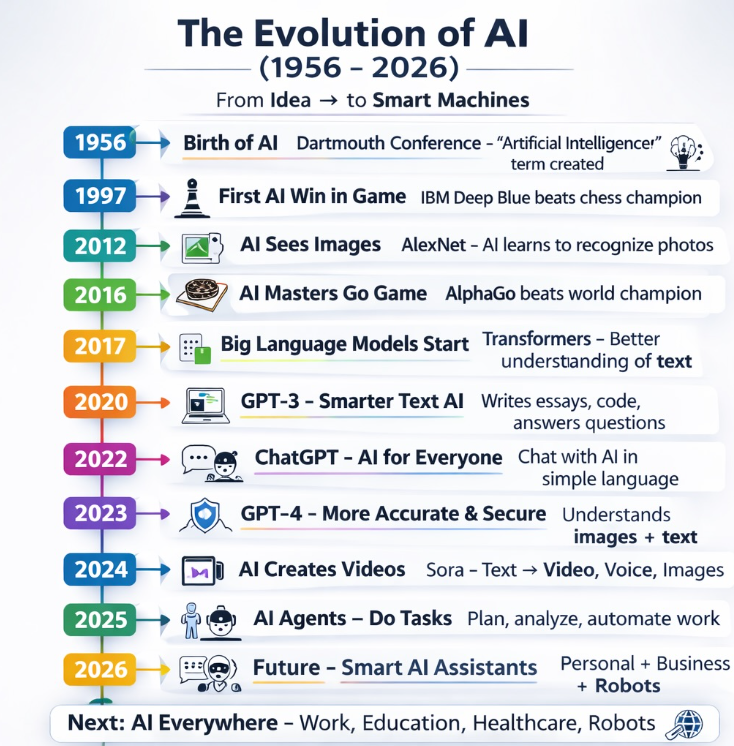 The Evolution of AI
(1956 – 2026)
From Idea → to Smart Machines
1956 Birth of AI Dartmouth Conference – “Artificial Intelligencer”
term created
1997 First AI Win in Game IBM Deep Blue beats chess champion
2012 AI Sees Images AlexNet – AI learns to recognize photos
2016 AI Masters Go Game AlphaGo beats world champion
2017 Big Language Models Start Transformers – Better
understanding of text
2020 GPT-3 – Smarter Text AI Writes essays, code,
answers questions
2022 ChatGPT – AI for Everyone Chat with AI in
simple language
2023 GPT-4 – More Accurate & Secure Understands
images + text
2024 AI Creates Videos Sora – Text → Video, Voice, Images
2025 AI Agents – Do Tasks Plan, analyze, automate work
2026 Future – Smart AI Assistants Personal + Business
+ Robots
Next: AI Everywhere – Work, Education, Healthcare, Robots